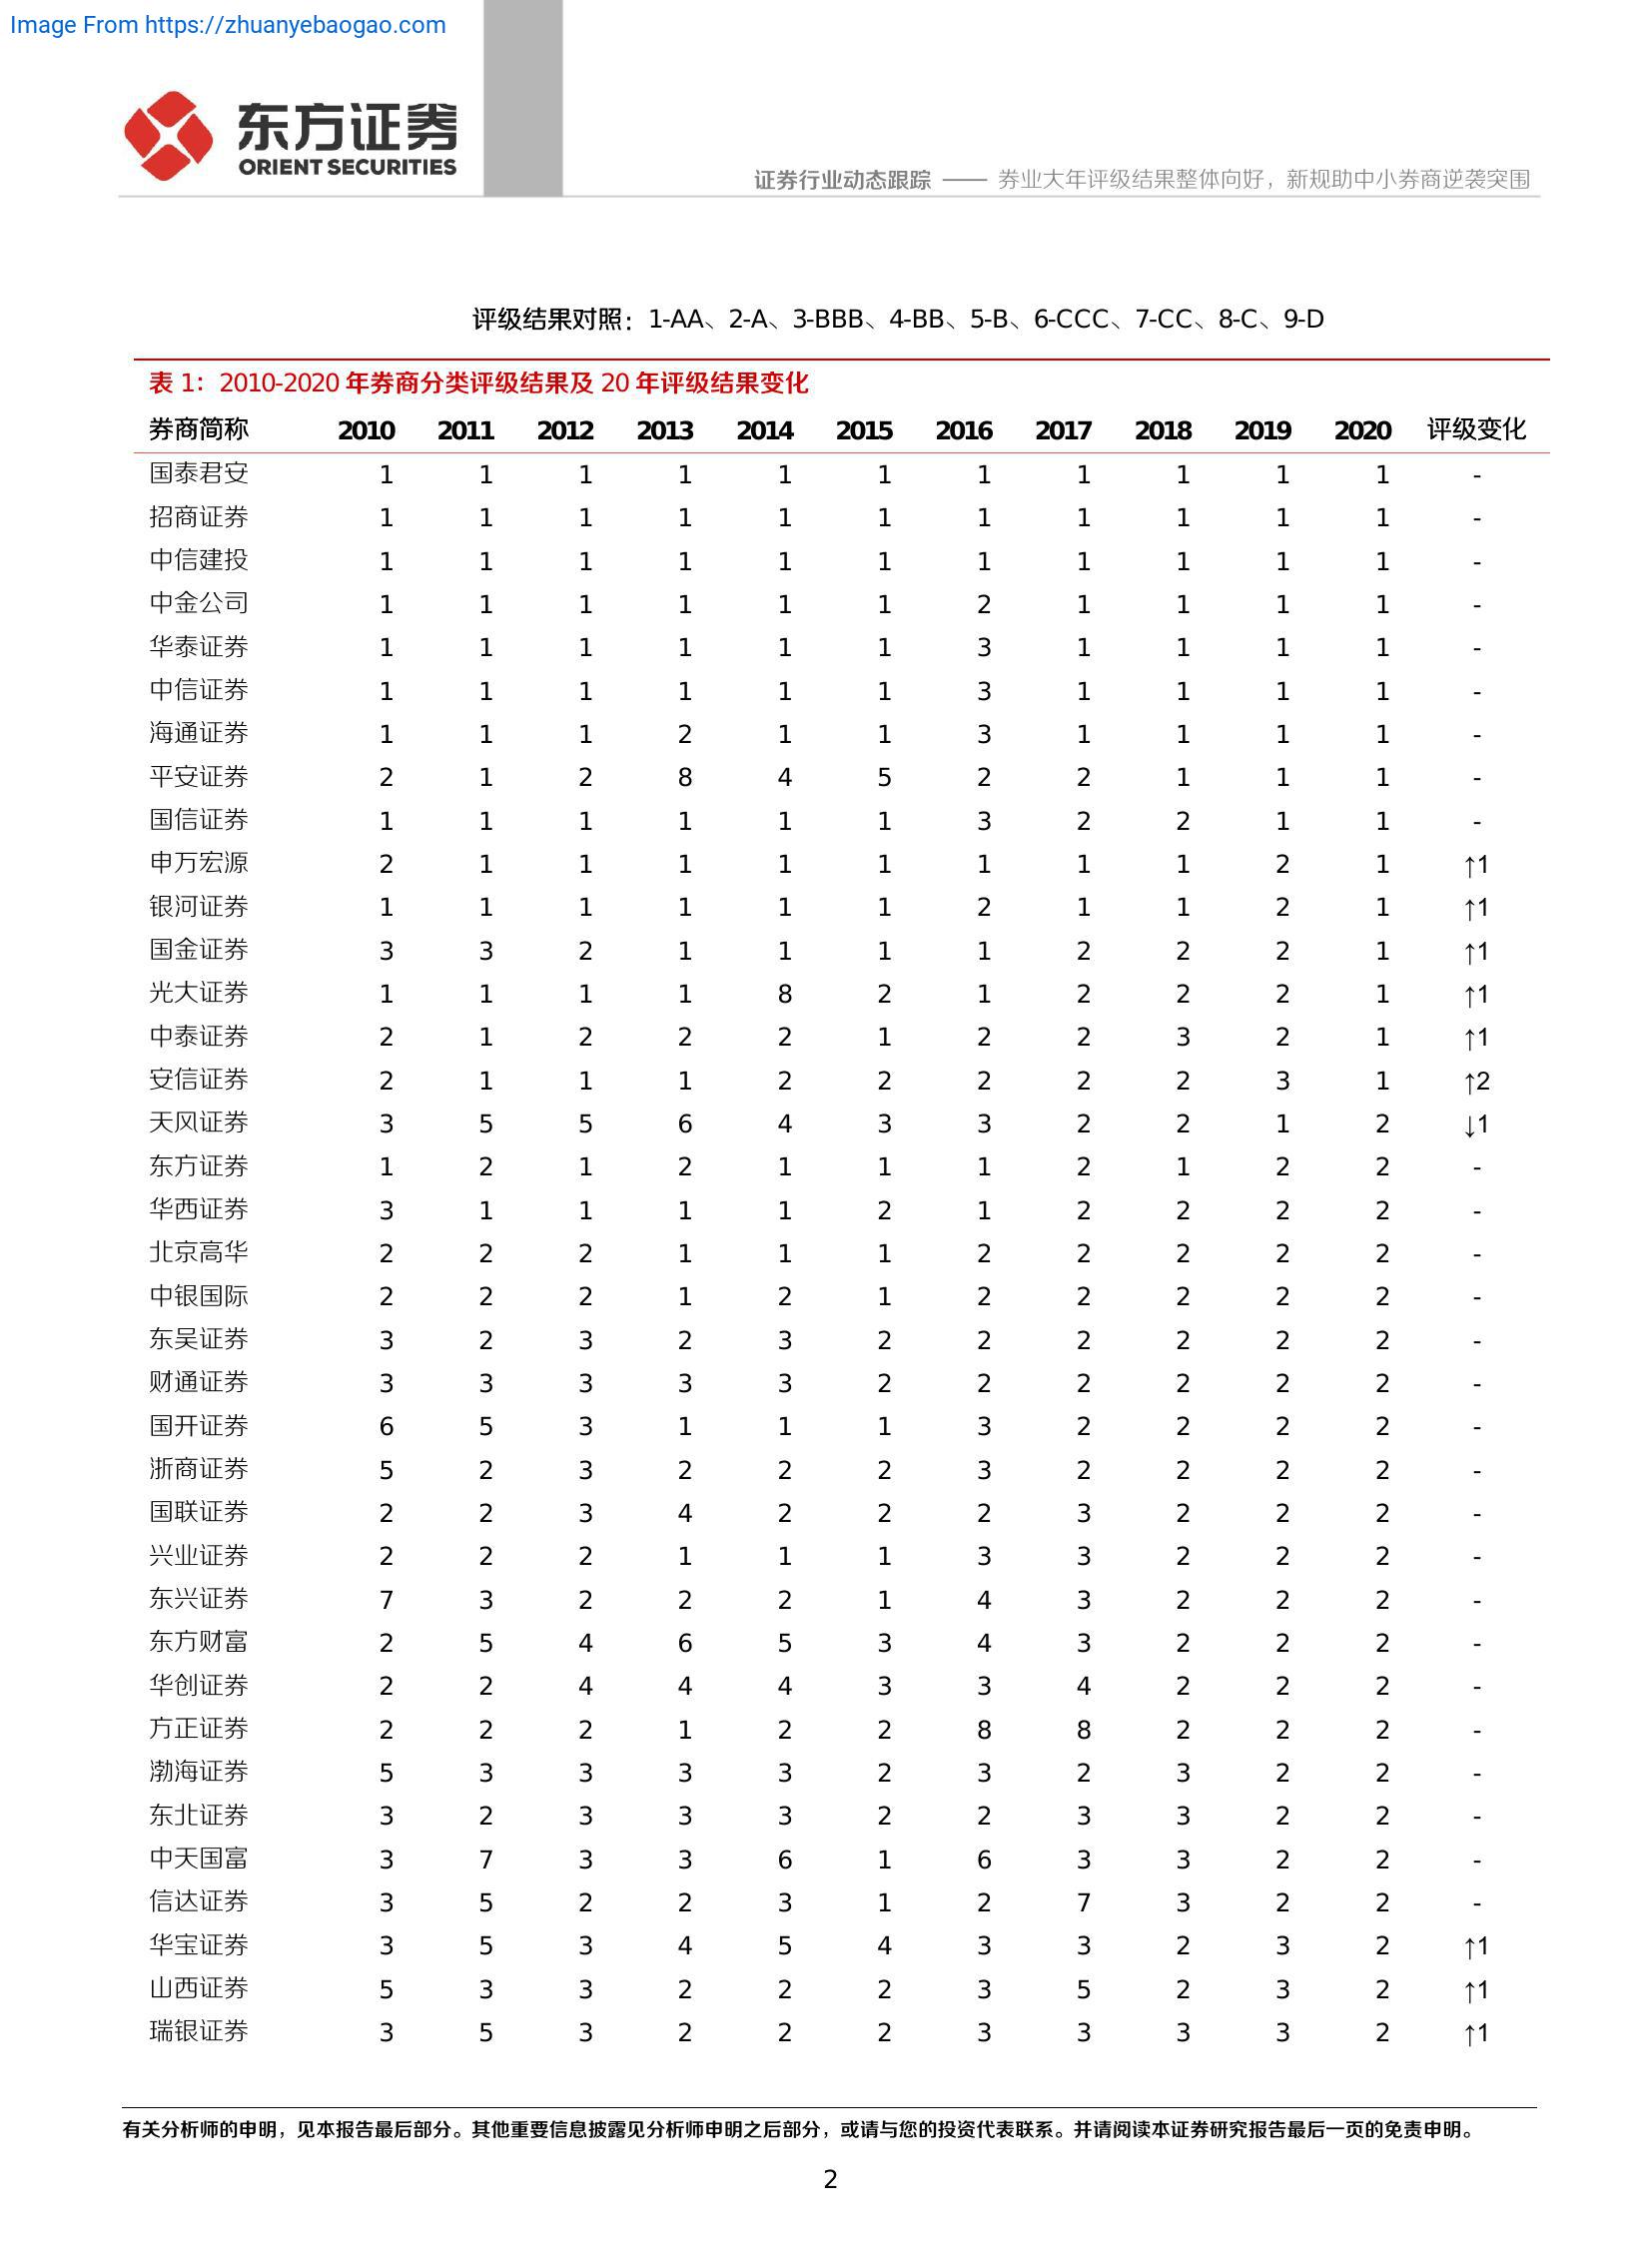 Image From https://zhuanyebaogao.com
东方证券
ORIENT SECURITIES
证券行业动态跟踪 —— 券业大年评级结果整体向好，新规助中小券商逆袭突围
评级结果对照：1-AA、2-A、3-BBB、4-BB、5-B、6-CCC、7-CC、8-C、9-D
表 1：2010-2020 年券商分类评级结果及 20 年评级结果变化
券商简称 2010 2011 2012 2013 2014 2015 2016 2017 2018 2019 2020 评级变化
国泰君安 1 1 1 1 1 1 1 1 1 1 1 -
招商证券 1 1 1 1 1 1 1 1 1 1 1 -
中信建投 1 1 1 1 1 1 1 1 1 1 1 -
中金公司 1 1 1 1 1 1 2 1 1 1 1 -
华泰证券 1 1 1 1 1 1 3 1 1 1 1 -
中信证券 1 1 1 1 1 1 3 1 1 1 1 -
海通证券 1 1 1 2 1 1 3 1 1 1 1 -
平安证券 2 1 2 8 4 5 2 2 1 1 1 -
国信证券 1 1 1 1 1 1 3 2 2 1 1 -
申万宏源 2 1 1 1 1 1 1 1 1 2 1 ↑1
银河证券 1 1 1 1 1 1 2 1 1 2 1 ↑1
国金证券 3 3 2 1 1 1 1 2 2 2 1 ↑1
光大证券 1 1 1 1 8 2 1 2 2 2 1 ↑1
中泰证券 2 1 2 2 2 1 2 2 3 2 1 ↑1
安信证券 2 1 1 1 2 2 2 2 2 3 1 ↑2
天风证券 3 5 5 6 4 3 3 2 2 1 2 ↓1
东方证券 1 2 1 2 1 1 1 2 1 2 2 -
华西证券 3 1 1 1 1 2 1 2 2 2 2 -
北京高华 2 2 2 1 1 1 2 2 2 2 2 -
中银国际 2 2 2 1 2 1 2 2 2 2 2 -
东吴证券 3 2 3 2 3 2 2 2 2 2 2 -
财通证券 3 3 3 3 3 2 2 2 2 2 2 -
国开证券 6 5 3 1 1 1 3 2 2 2 2 -
浙商证券 5 2 3 2 2 2 3 2 2 2 2 -
国联证券 2 2 3 4 2 2 2 3 2 2 2 -
兴业证券 2 2 2 1 1 1 3 3 2 2 2 -
东兴证券 7 3 2 2 2 1 4 3 2 2 2 -
东方财富 2 5 4 6 5 3 4 3 2 2 2 -
华创证券 2 2 4 4 4 3 3 4 2 2 2 -
方正证券 2 2 2 1 2 2 8 8 2 2 2 -
渤海证券 5 3 3 3 3 2 3 2 3 2 2 -
东北证券 3 2 3 3 3 2 2 3 3 2 2 -
中天国富 3 7 3 3 6 1 6 3 3 2 2 -
信达证券 3 5 2 2 3 1 2 7 3 2 2 -
华宝证券 3 5 3 4 5 4 3 3 2 3 2 ↑1
山西证券 5 3 3 2 2 2 3 5 2 3 2 ↑1
瑞银证券 3 5 3 2 2 2 3 3 3 3 2 ↑1
有关分析师的申明，见本报告最后部分。其他重要信息披露见分析师申明之后部分，或请与您的投资代表联系。并请阅读本证券研究报告最后一页的免责申明。
2